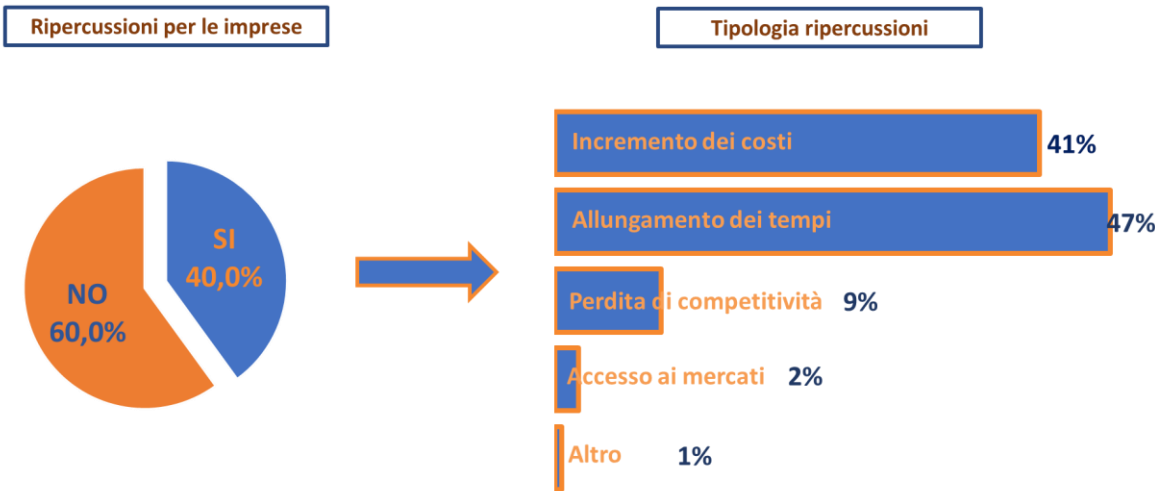 Ripercussioni per le imprese
Tipologia ripercussioni
SI
40,0%
NO
60,0%
Incremento dei costi 41%
Allungamento dei tempi 47%
Perdita di competitività 9%
Accesso ai mercati 2%
Altro 1%